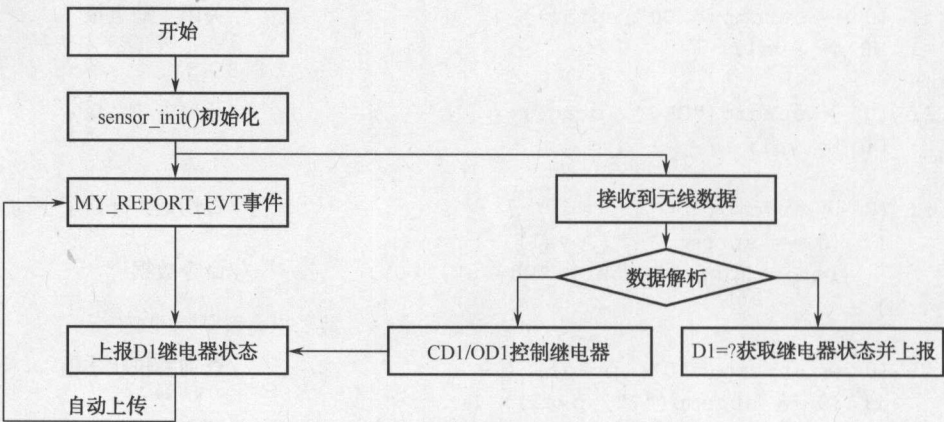 开始
sensor_init()初始化
MY_REPORT_EVT事件
接收到无线数据
数据解析
上报D1继电器状态
CD1/OD1控制继电器
D1=?获取继电器状态并上报
自动上传